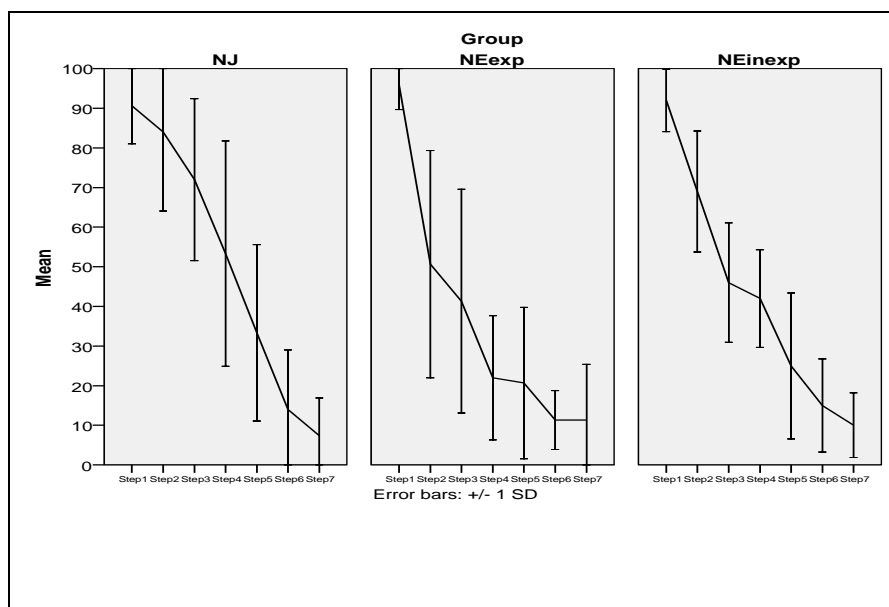 Group
NJ NEexp NEinexp
100
90
80
70
60
50
40
30
20
10
0
Mean
Step1 Step2 Step3 Step4 Step5 Step6 Step7 Step1 Step2 Step3 Step4 Step5 Step6 Step7 Step1 Step2 Step3 Step4 Step5 Step6 Step7
Error bars: +/- 1 SD